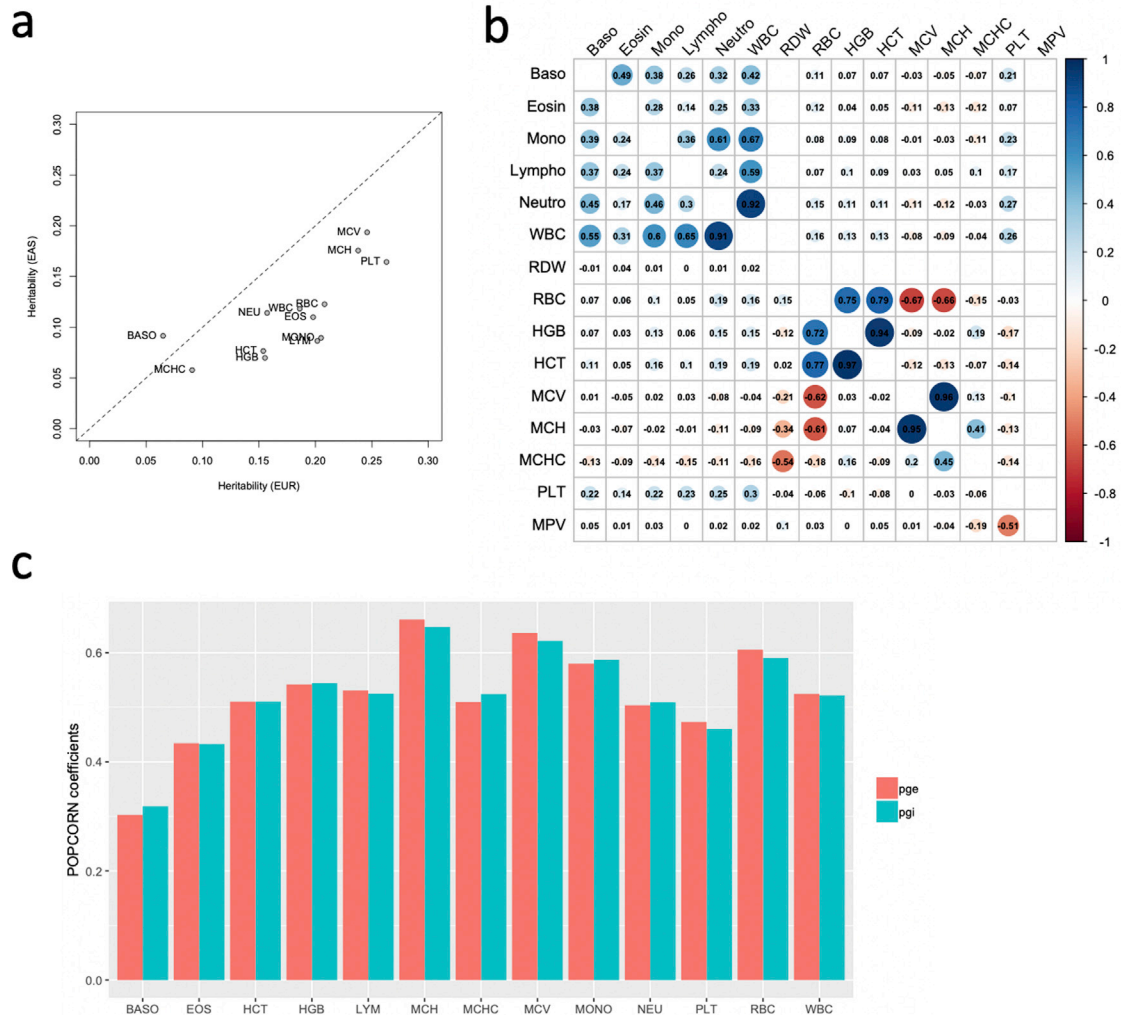 a
Heritability (EAS)
0.30
0.25
0.20
0.15
0.10
0.05
0.00
MCV
MCH
PLT
RBC
WBC
NEU
EOS
BASO
MONO
LYM
HCT
HGB
MCHC
0.00 0.05 0.10 0.15 0.20 0.25 0.30
Heritability (EUR)
b
Baso Eosin Mono Lympho Neutro WBC RDW RBC HGB HCT MCV MCH MCHC PLT MPV
Baso 0.49 0.38 0.26 0.32 0.42 0.11 0.07 0.07 -0.03 -0.05 -0.07 0.21
Eosin 0.38 0.28 0.14 0.25 0.33 0.12 0.04 0.05 -0.11 -0.13 -0.12 0.07
Mono 0.39 0.24 0.36 0.61 0.67 0.08 0.09 0.08 -0.01 -0.03 -0.11 0.23
Lympho 0.37 0.24 0.37 0.24 0.59 0.07 0.1 0.09 0.03 0.05 0.1 0.17
Neutro 0.45 0.17 0.46 0.3 0.92 0.15 0.11 0.11 -0.11 -0.12 -0.03 0.27
WBC 0.55 0.31 0.6 0.65 0.91 0.16 0.13 0.13 -0.08 -0.09 -0.04 0.26
RDW -0.01 0.04 0.01 0 0.01 0.02
RBC 0.07 0.06 0.1 0.05 0.19 0.16 0.15 0.75 0.79 -0.67 -0.66 -0.15 -0.03
HGB 0.07 0.03 0.13 0.06 0.15 0.15 -0.12 0.72 0.94 -0.09 -0.02 0.19 -0.17
HCT 0.11 0.05 0.16 0.1 0.19 0.19 0.02 0.77 0.97 -0.12 -0.13 -0.07 -0.14
MCV 0.01 -0.05 0.02 0.03 -0.08 -0.04 -0.21 -0.62 0.03 -0.02 0.96 0.13 -0.1
MCH -0.03 -0.07 -0.02 -0.01 -0.11 -0.09 -0.34 -0.61 0.07 -0.04 0.95 0.41 -0.13
MCHC -0.13 -0.09 -0.14 -0.15 -0.11 -0.16 -0.54 -0.18 0.16 -0.09 0.2 0.45 -0.14
PLT 0.22 0.14 0.22 0.23 0.25 0.3 -0.04 -0.06 -0.1 -0.08 0 -0.03 -0.06
MPV 0.05 0.01 0.03 0 0.02 0.02 0.1 0.03 0 0.05 0.01 -0.04 -0.19 -0.51
1
0.8
0.6
0.4
0.2
0
-0.2
-0.4
-0.6
-0.8
-1
c
POPCORN coefficients
0.6
0.4
0.2
0.0
BASO EOS HCT HGB LYM MCH MCHC MCV MONO NEU PLT RBC WBC
pge
pgi